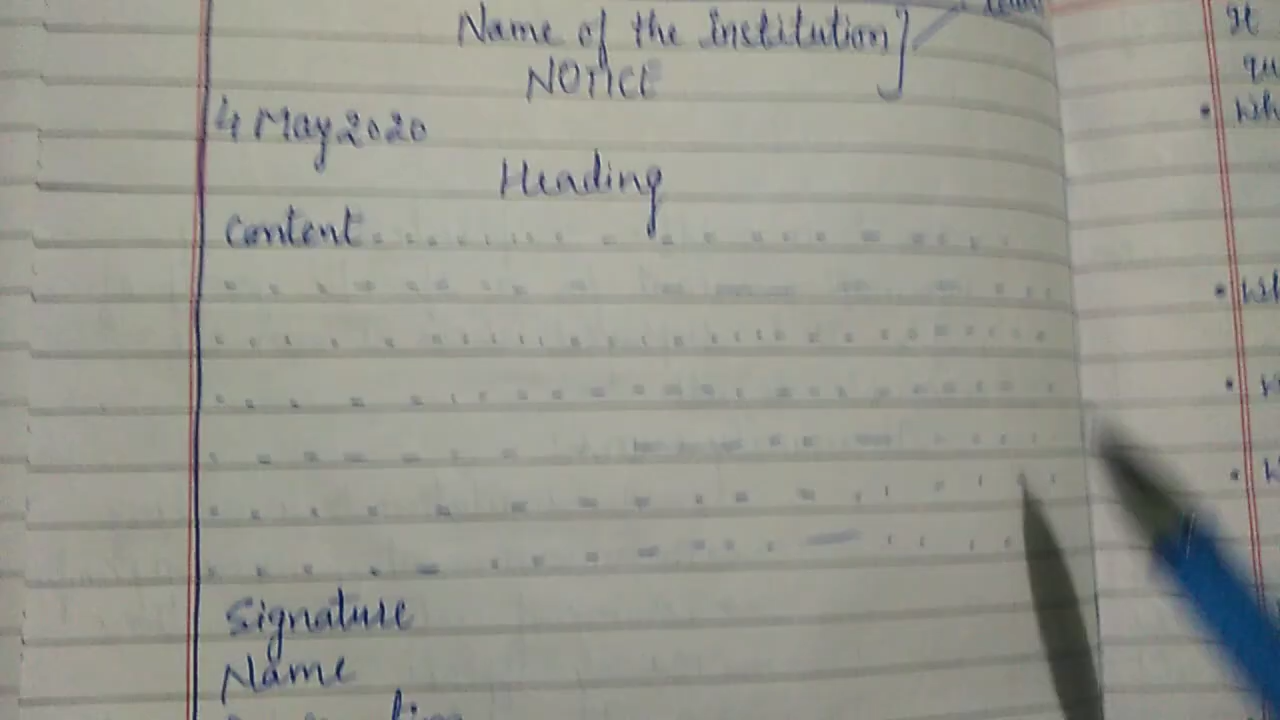 Name of the Institution
NOTICE
4 May 2020
Heading
Content
Signature
Name